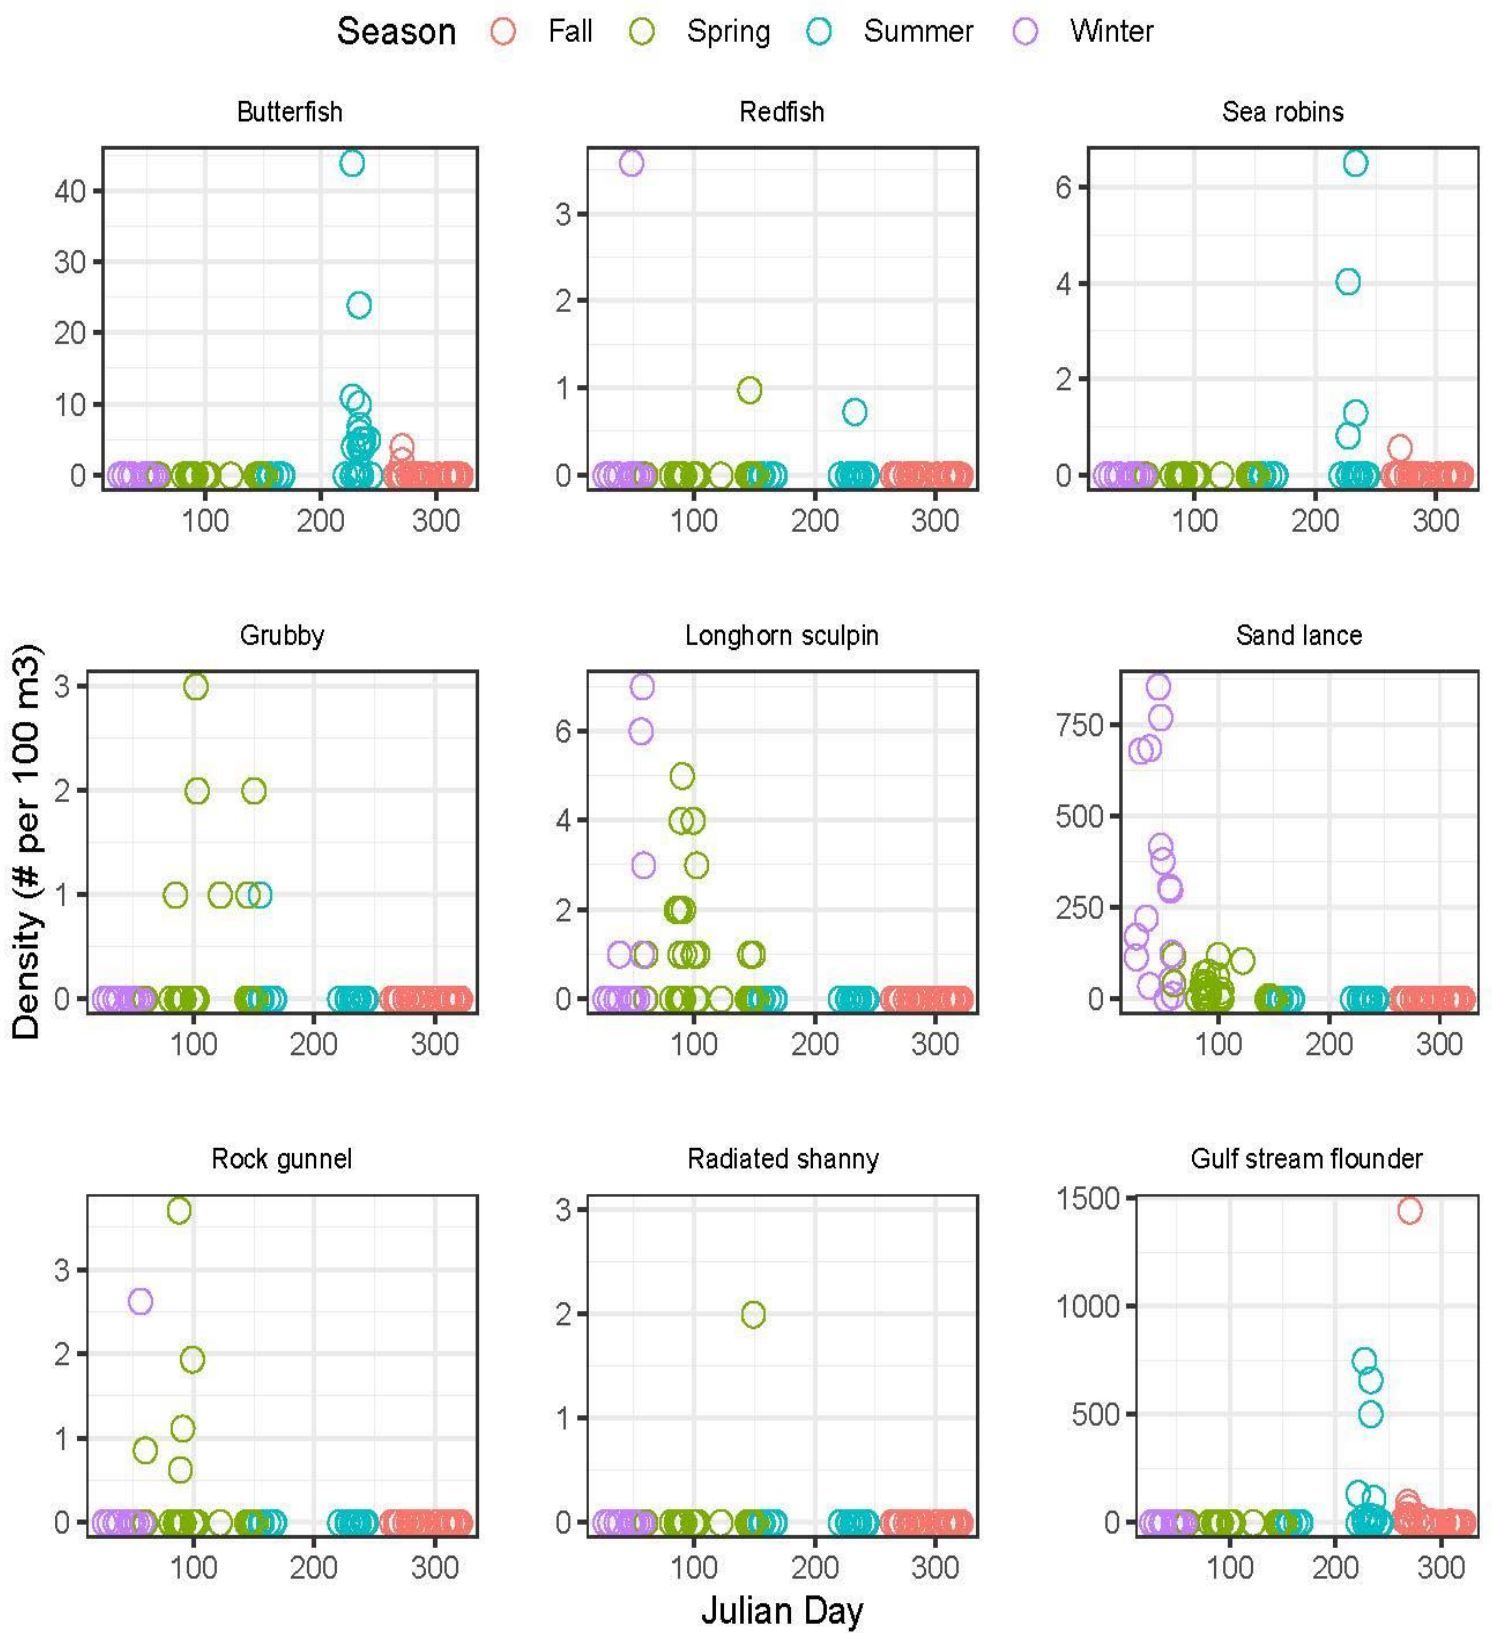 Season Fall Spring Summer Winter
Butterfish Redfish Sea robins
40
30
20
10
0
100 200 300
3
2
1
0
100 200 300
6
4
2
0
100 200 300
Density (# per 100 m3)
Grubby Longhorn sculpin Sand lance
3
2
1
0
100 200 300
6
4
2
0
100 200 300
750
500
250
0
100 200 300
Rock gunnel Radiated shanny Gulf stream flounder
3
2
1
0
100 200 300
3
2
1
0
100 200 300
1500
1000
500
0
100 200 300
Julian Day